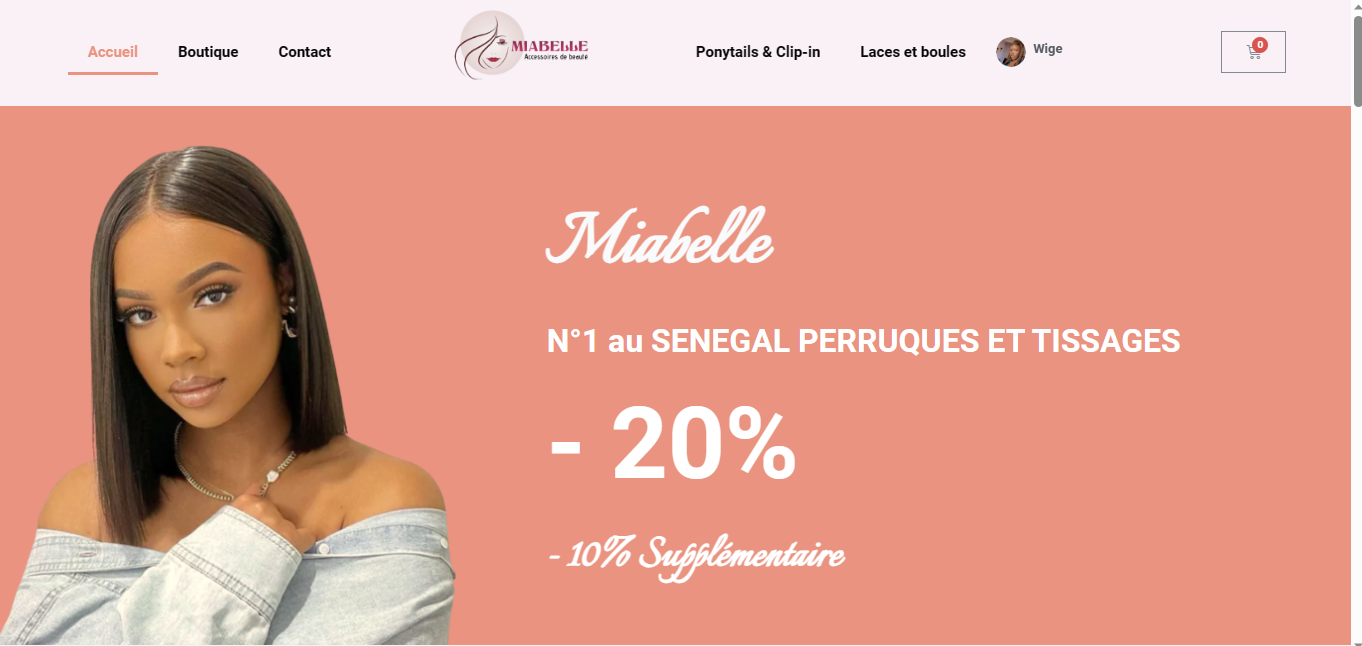 Accueil Boutique Contact MIABELLE Ponytails & Clip-in Laces et boules Wige 0
Accessoires de beauté
Miabelle
N°1 au SENEGAL PERRUQUES ET TISSAGES
- 20%
- 10% Supplémentaire